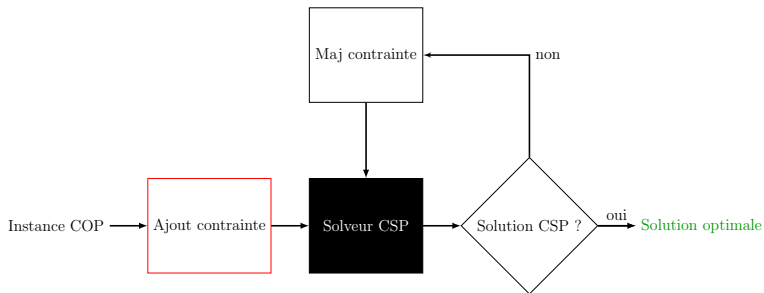 Maj contrainte
non
Instance COP
Ajout contrainte
Solveur CSP
Solution CSP ?
oui
Solution optimale